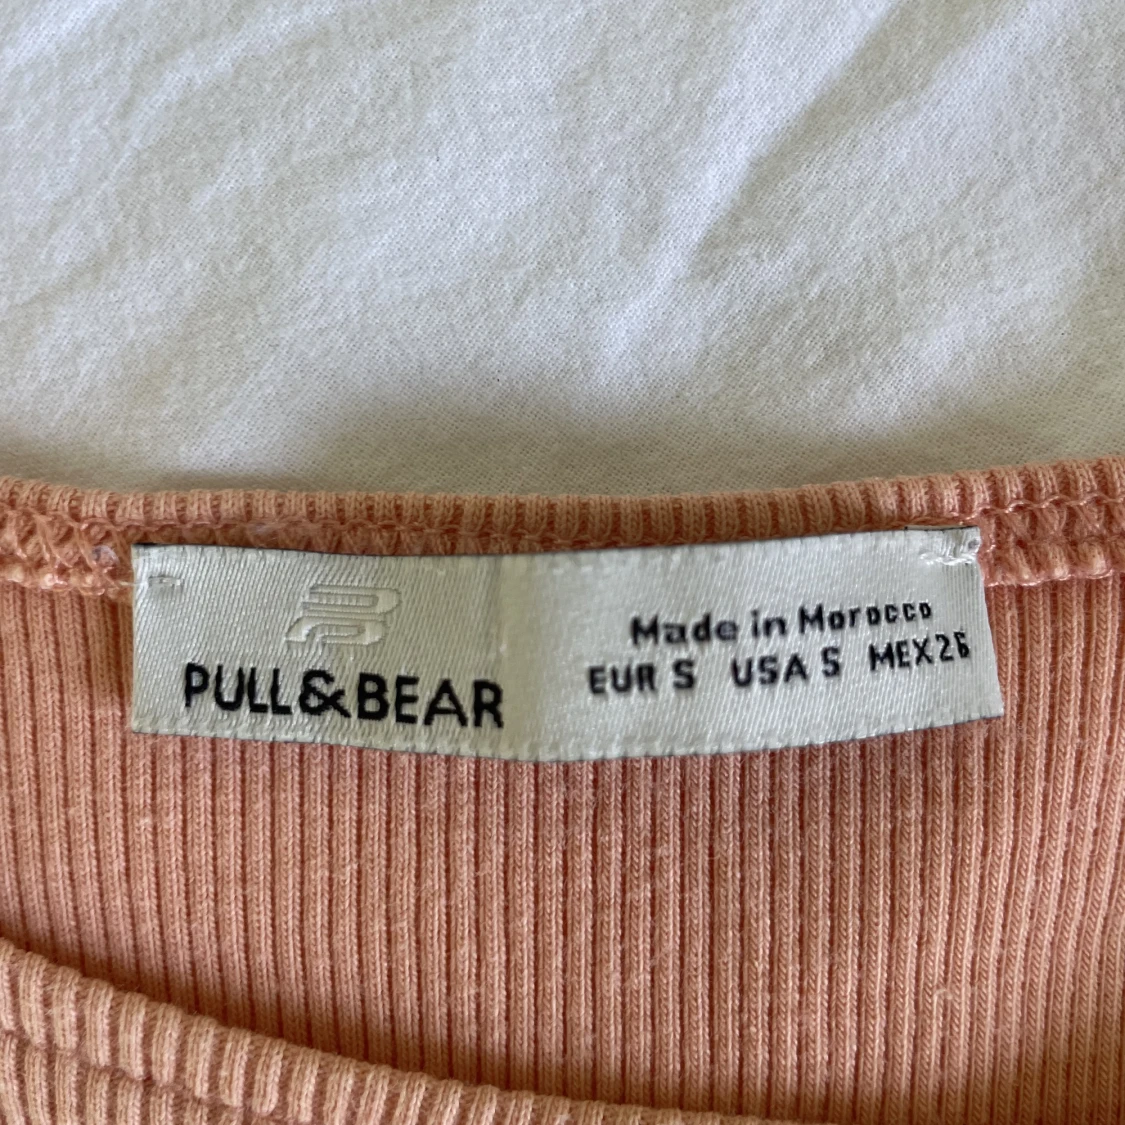 PULL&BEAR
Made in Morocco
EUR S USA S MEX26